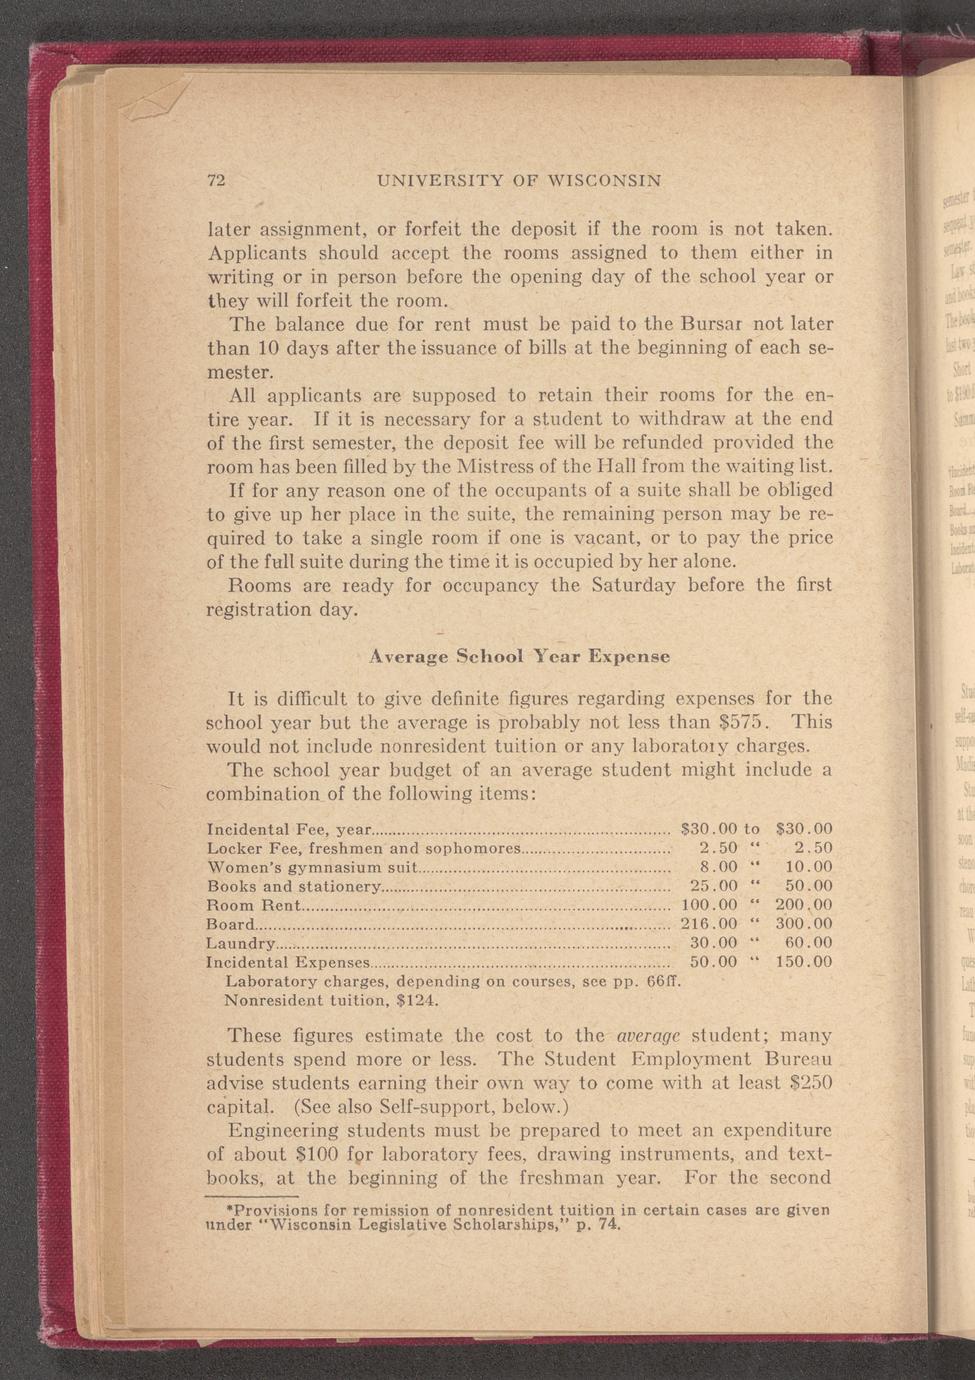 72 UNIVERSITY OF WISCONSIN
later assignment, or forfeit the deposit if the room is not taken.
Applicants should accept the rooms assigned to them either in
writing or in person before the opening day of the school year or
they will forfeit the room.
The balance due for rent must be paid to the Bursar not later
than 10 days after the issuance of bills at the beginning of each se-
mester.
All applicants are supposed to retain their rooms for the en-
tire year. If it is necessary for a student to withdraw at the end
of the first semester, the deposit fee will be refunded provided the
room has been filled by the Mistress of the Hall from the waiting list.
If for any reason one of the occupants of a suite shall be obliged
to give up her place in the suite, the remaining person may be re-
quired to take a single room if one is vacant, or to pay the price
of the full suite during the time it is occupied by her alone.
Rooms are ready for occupancy the Saturday before the first
registration day.
Average School Year Expense
It is difficult to give definite figures regarding expenses for the
school year but the average is probably not less than $575. This
would not include nonresident tuition or any laboratory charges.
The school year budget of an average student might include a
combination of the following items:
Incidental Fee, year........ $30.00 to $30.00
Locker Fee, freshmen and sophomores........ 2.50 " 2.50
Women's gymnasium suit........ 8.00 " 10.00
Books and stationery........ 25.00 " 50.00
Room Rent........ 100.00 " 200.00
Board........ 216.00 " 300.00
Laundry........ 30.00 " 60.00
Incidental Expenses........ 50.00 " 150.00
Laboratory charges, depending on courses, see pp. 66ff.
Nonresident tuition, $124.
These figures estimate the cost to the average student; many
students spend more or less. The Student Employment Bureau
advise students earning their own way to come with at least $250
capital. (See also Self-support, below.)
Engineering students must be prepared to meet an expenditure
of about $100 for laboratory fees, drawing instruments, and text-
books, at the beginning of the freshman year. For the second
*Provisions for remission of nonresident tuition in certain cases are given
under "Wisconsin Legislative Scholarships," p. 74.